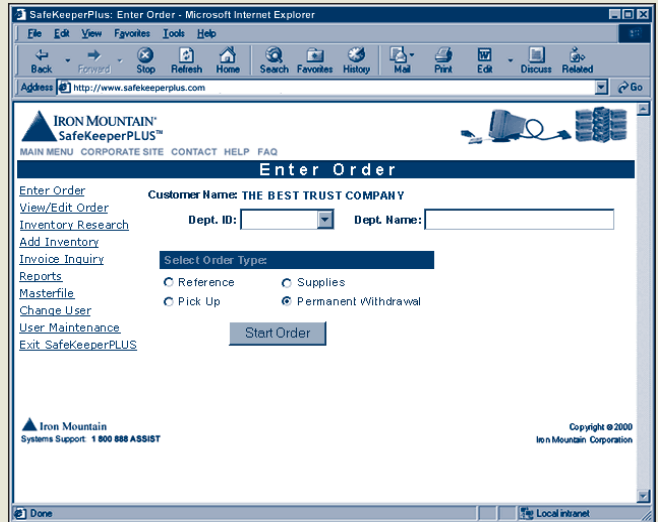 SafeKeeperPlus: Enter Order - Microsoft Internet Explorer
File Edit View Favorites Tools Help
Back Forward Stop Refresh Home Search Favorites History Mail Print Edit Discuss Related
Address http://www.safekeeperplus.com Go
IRON MOUNTAIN®
SafeKeeperPLUS™
MAIN MENU CORPORATE SITE CONTACT HELP FAQ
Enter Order
Enter Order
View/Edit Order
Inventory Research
Add Inventory
Invoice Inquiry
Reports
Masterfile
Change User
User Maintenance
Exit SafeKeeperPLUS
Customer Name: THE BEST TRUST COMPANY
Dept. ID: Dept. Name:
Select Order Type:
Reference Supplies
Pick Up Permanent Withdrawal
Start Order
Iron Mountain
Systems Support: 1 800 888 ASSIST
Copyright © 2000
Iron Mountain Corporation
Done Local intranet